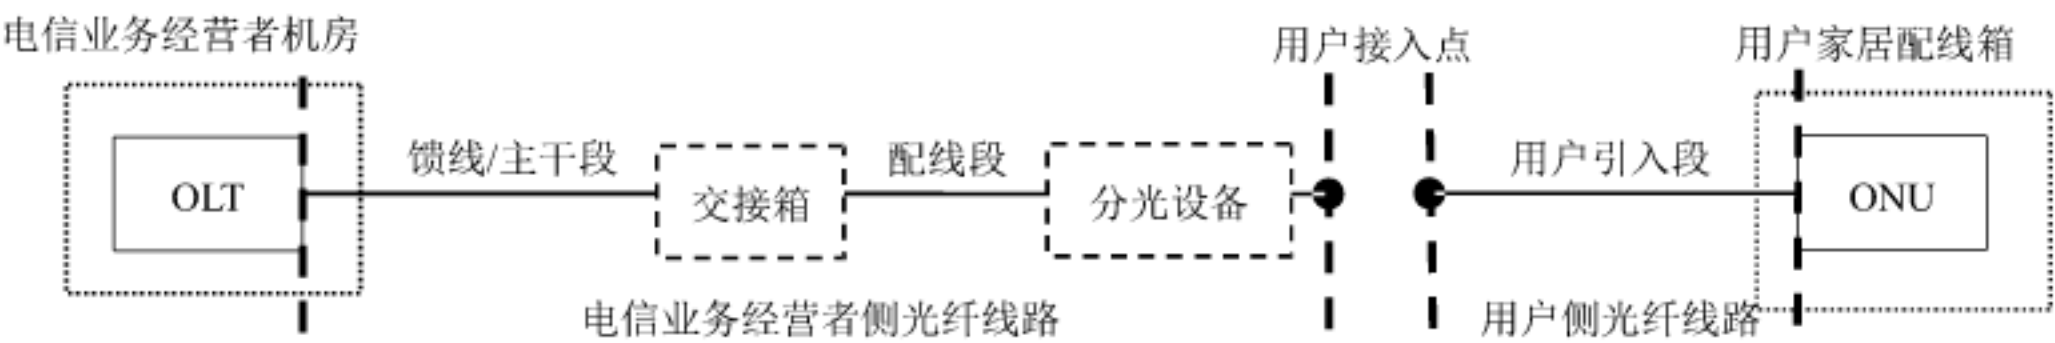 电信业务经营者机房
用户接入点
用户家居配线箱
馈线/主干段
配线段
用户引入段
OLT
交接箱
分光设备
ONU
电信业务经营者侧光纤线路
用户侧光纤线路